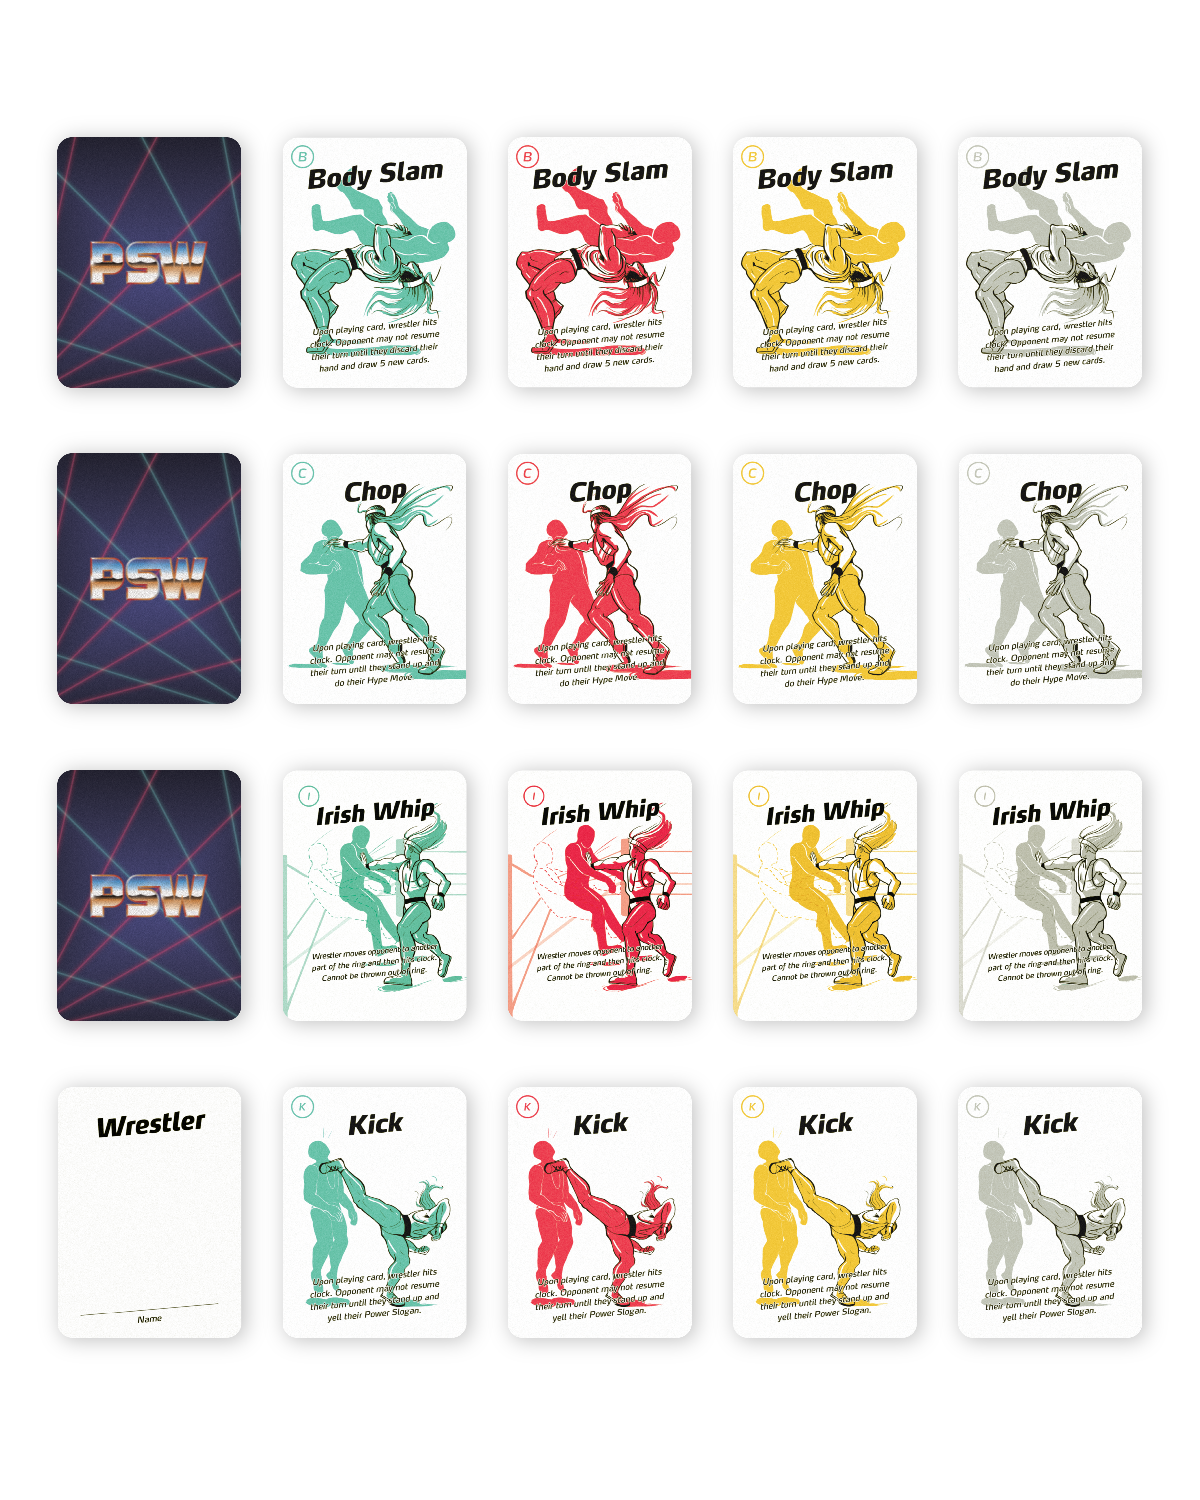 PSW
B
Body Slam
Upon playing card, wrestler hits
clock. Opponent may not resume
their turn until they discard their
hand and draw 5 new cards.
B
Body Slam
Upon playing card, wrestler hits
clock. Opponent may not resume
their turn until they discard their
hand and draw 5 new cards.
B
Body Slam
Upon playing card, wrestler hits
clock. Opponent may not resume
their turn until they discard their
hand and draw 5 new cards.
B
Body Slam
Upon playing card, wrestler hits
clock. Opponent may not resume
their turn until they discard their
hand and draw 5 new cards.
PSW
C
Chop
Upon playing card, wrestler hits
clock. Opponent may not resume
their turn until they stand up and
do their Hype Move.
C
Chop
Upon playing card, wrestler hits
clock. Opponent may not resume
their turn until they stand up and
do their Hype Move.
C
Chop
Upon playing card, wrestler hits
clock. Opponent may not resume
their turn until they stand up and
do their Hype Move.
C
Chop
Upon playing card, wrestler hits
clock. Opponent may not resume
their turn until they stand up and
do their Hype Move.
PSW
I
Irish Whip
Wrestler moves opponent to another
part of the ring and then hits clock.
Cannot be thrown out of ring.
I
Irish Whip
Wrestler moves opponent to another
part of the ring and then hits clock.
Cannot be thrown out of ring.
I
Irish Whip
Wrestler moves opponent to another
part of the ring and then hits clock.
Cannot be thrown out of ring.
I
Irish Whip
Wrestler moves opponent to another
part of the ring and then hits clock.
Cannot be thrown out of ring.
Wrestler
Name
K
Kick
Upon playing card, wrestler hits
clock. Opponent may not resume
their turn until they stand up and
yell their Power Slogan.
K
Kick
Upon playing card, wrestler hits
clock. Opponent may not resume
their turn until they stand up and
yell their Power Slogan.
K
Kick
Upon playing card, wrestler hits
clock. Opponent may not resume
their turn until they stand up and
yell their Power Slogan.
K
Kick
Upon playing card, wrestler hits
clock. Opponent may not resume
their turn until they stand up and
yell their Power Slogan.